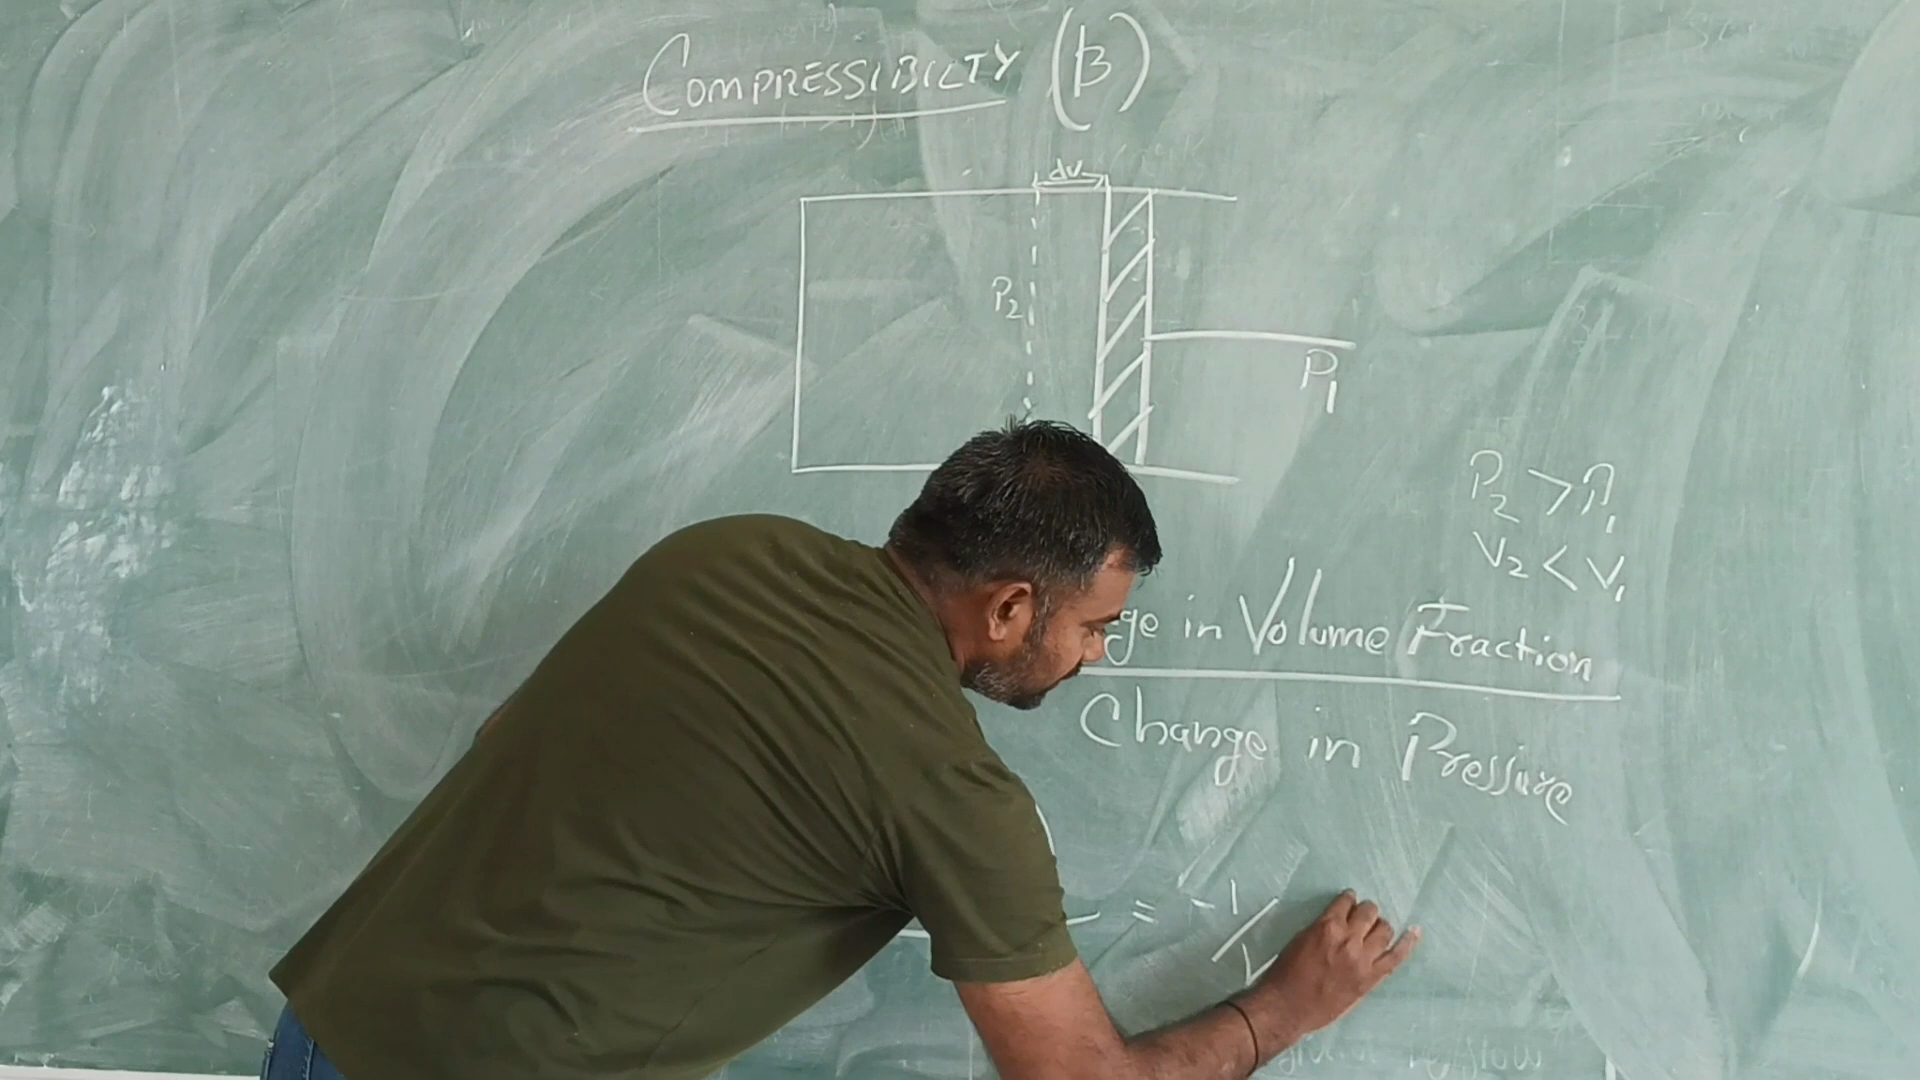 COMPRESSIBILTY (β)
dv
P₂
P₁
P₂ > P₁
V₂ < V₁
ge in Volume Fraction
Change in Pressure
= -1/